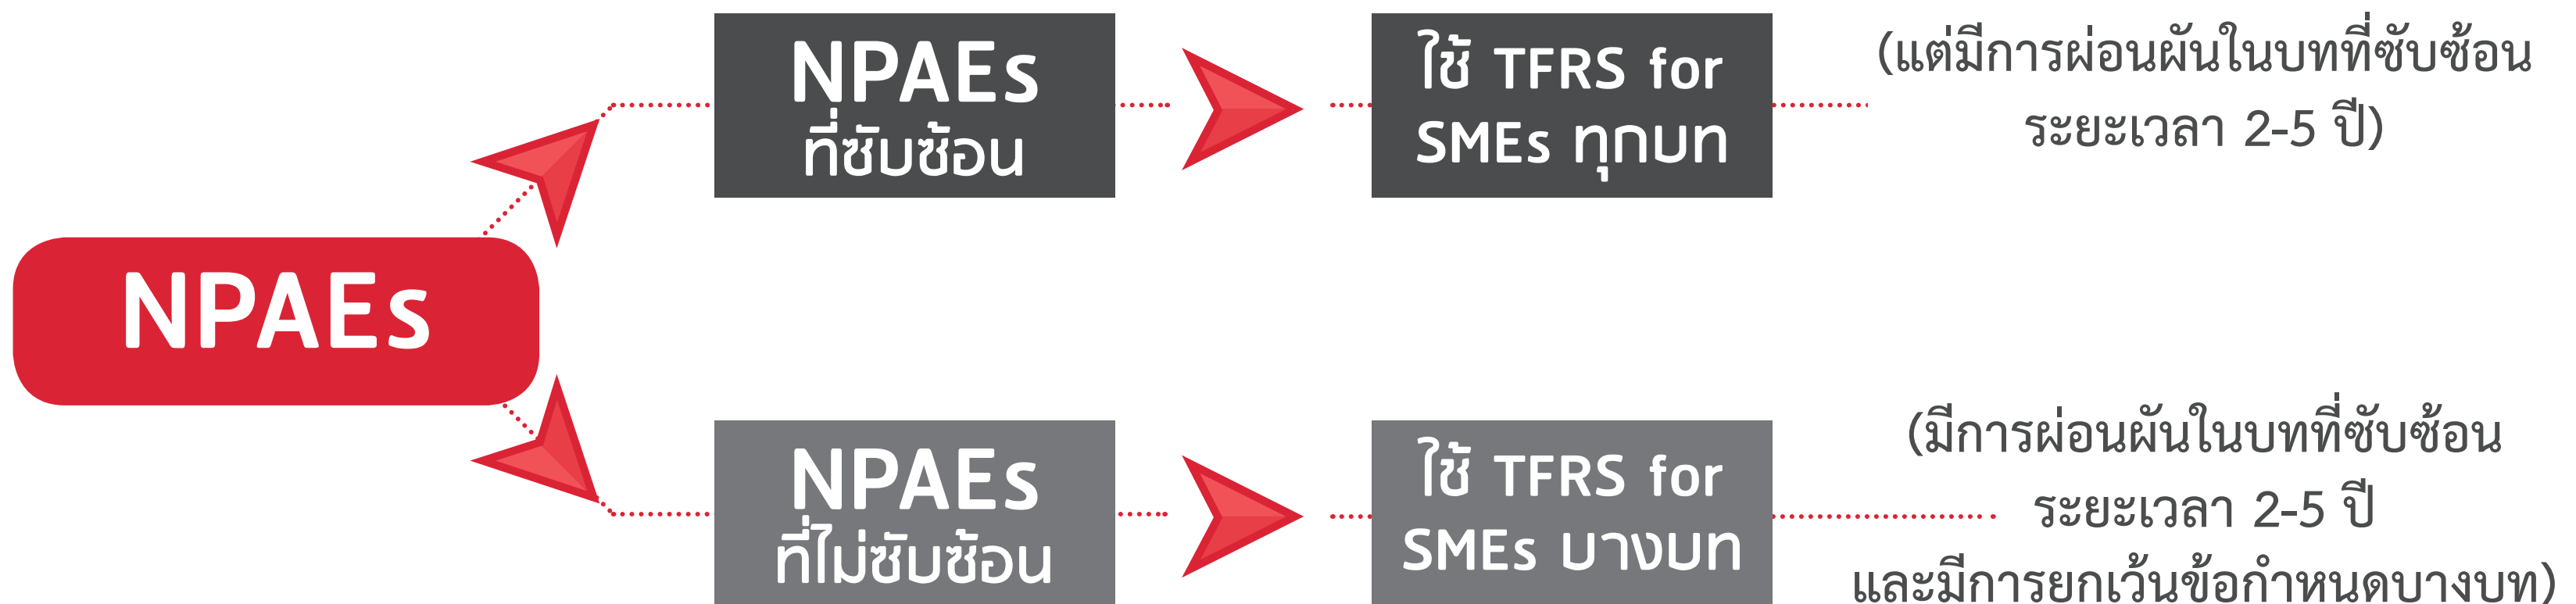 NPAEs
NPAEs
ที่ซับซ้อน
ใช้ TFRS for
SMEs ทุกบท
(แต่มีการผ่อนผันในบทที่ซับซ้อน
ระยะเวลา 2-5 ปี)
NPAEs
ที่ไม่ซับซ้อน
ใช้ TFRS for
SMEs บางบท
(มีการผ่อนผันในบทที่ซับซ้อน
ระยะเวลา 2-5 ปี
และมีการยกเว้นข้อกำหนดบางบท)